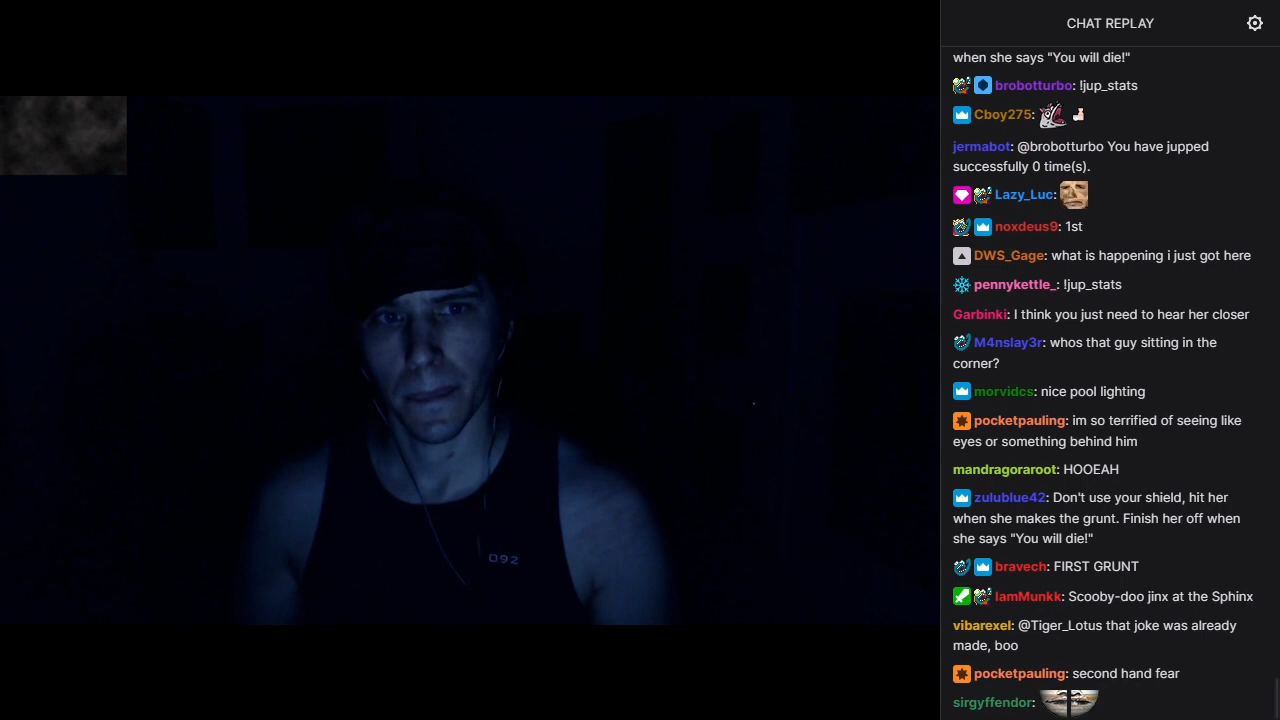 CHAT REPLAY
when she says "You will die!"
brobotturbo: !jup_stats
Cboy275:
jermabot: @brobotturbo You have jupped
successfully 0 time(s).
Lazy_Luc:
noxdeus9: 1st
DWS_Gage: what is happening i just got here
pennykettle_: !jup_stats
Garbinki: I think you just need to hear her closer
M4nslay3r: whos that guy sitting in the
corner?
morvidcs: nice pool lighting
pocketpauling: im so terrified of seeing like
eyes or something behind him
mandragoraroot: HOOEAH
zulublue42: Don't use your shield, hit her
when she makes the grunt. Finish her off when
she says "You will die!"
bravech: FIRST GRUNT
IamMunkk: Scooby-doo jinx at the Sphinx
vibarexel: @Tiger_Lotus that joke was already
made, boo
pocketpauling: second hand fear
sirgyffendor:
092